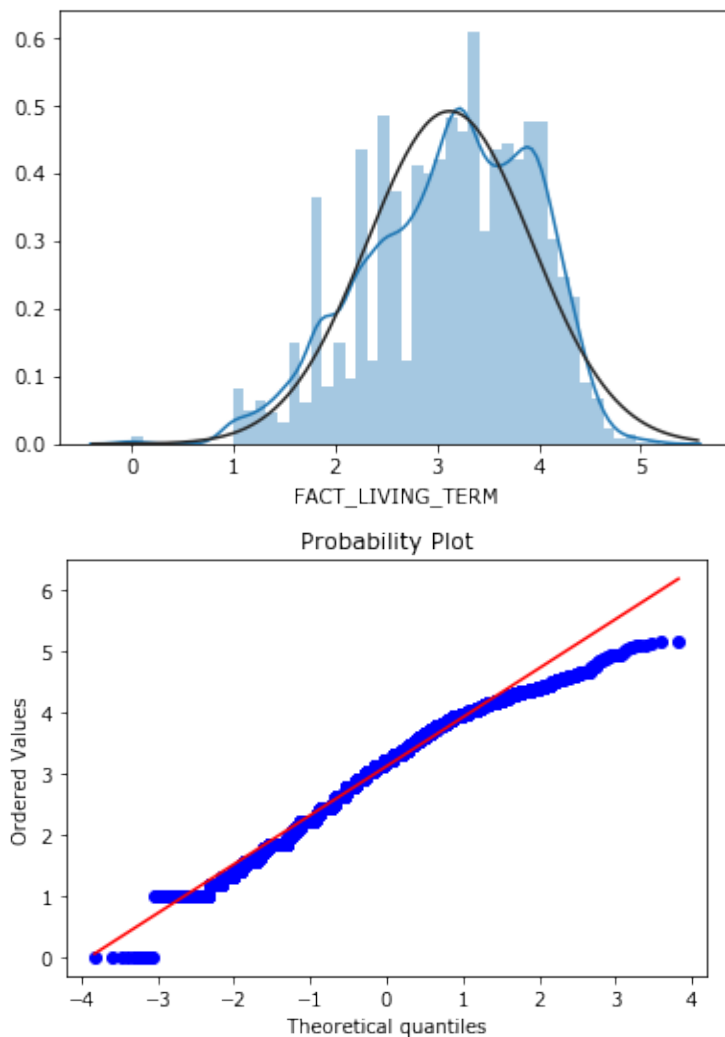 0.6
0.5
0.4
0.3
0.2
0.1
0.0
0 1 2 3 4 5
FACT_LIVING_TERM
Probability Plot
6
5
4
3
2
1
0
Ordered Values
−4 −3 −2 −1 0 1 2 3 4
Theoretical quantiles